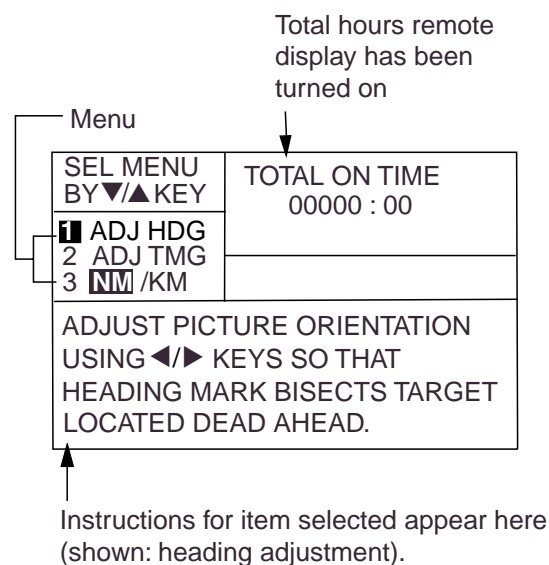 Total hours remote
display has been
turned on
Menu
SEL MENU
BY▼/▲ KEY
TOTAL ON TIME
00000 : 00
1 ADJ HDG
2 ADJ TMG
3 NM /KM
ADJUST PICTURE ORIENTATION
USING ◀/▶ KEYS SO THAT
HEADING MARK BISECTS TARGET
LOCATED DEAD AHEAD.
Instructions for item selected appear here
(shown: heading adjustment).